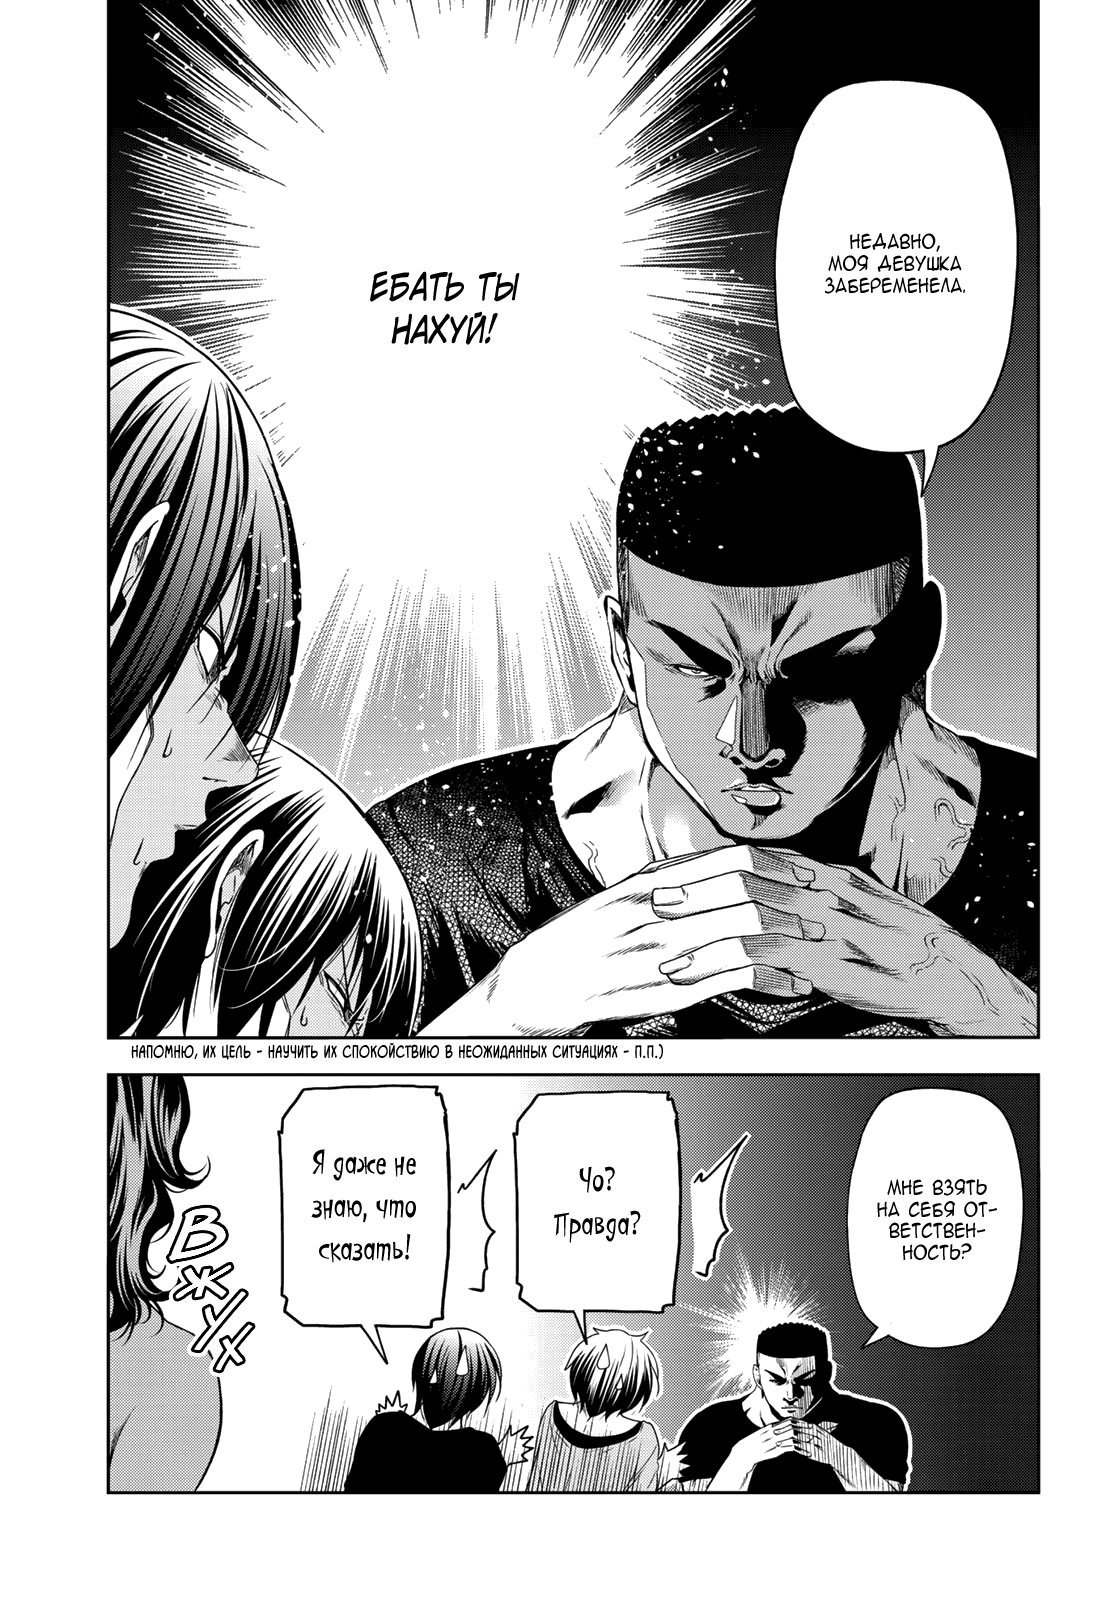 НЕДАВНО,
МОЯ ДЕВУШКА
ЗАБЕРЕМЕНЕЛА.
ЕБАТЬ ТЫ
НАХУЙ!
НАПОМНЮ, ИХ ЦЕЛЬ - НАУЧИТЬ ИХ СПОКОЙСТВИЮ В НЕОЖИДАННЫХ СИТУАЦИЯХ - П.П.)
МНЕ ВЗЯТЬ
НА СЕБЯ ОТ-
ВЕТСТВЕН-
НОСТЬ?
Чо?
Правда?
Я даже не
знаю, что
сказать!
ВЖУХ